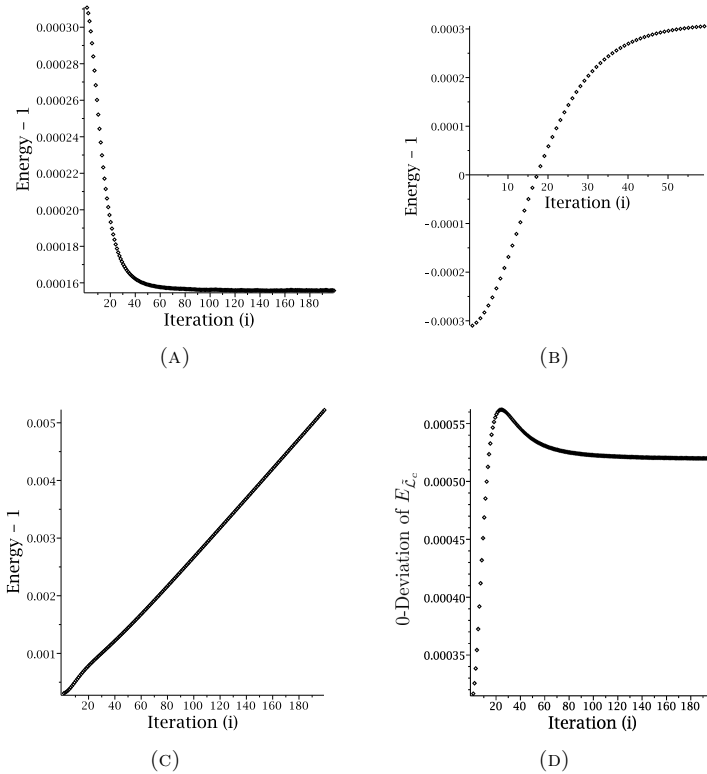 0.00030
0.00028
0.00026
0.00024
0.00022
0.00020
0.00018
0.00016
Energy – 1
20 40 60 80 100 120 140 160 180
Iteration (i)
(A)
0.0003
0.0002
0.0001
0
-0.0001
-0.0002
-0.0003
Energy – 1
10 20 30 40 50
Iteration (i)
(B)
0.005
0.004
0.003
0.002
0.001
Energy – 1
20 40 60 80 100 120 140 160 180
Iteration (i)
(C)
0.00055
0.00050
0.00045
0.00040
0.00035
0-Deviation of $E_{\tilde{\mathcal{L}}_c}$
20 40 60 80 100 120 140 160 180
Iteration (i)
(D)